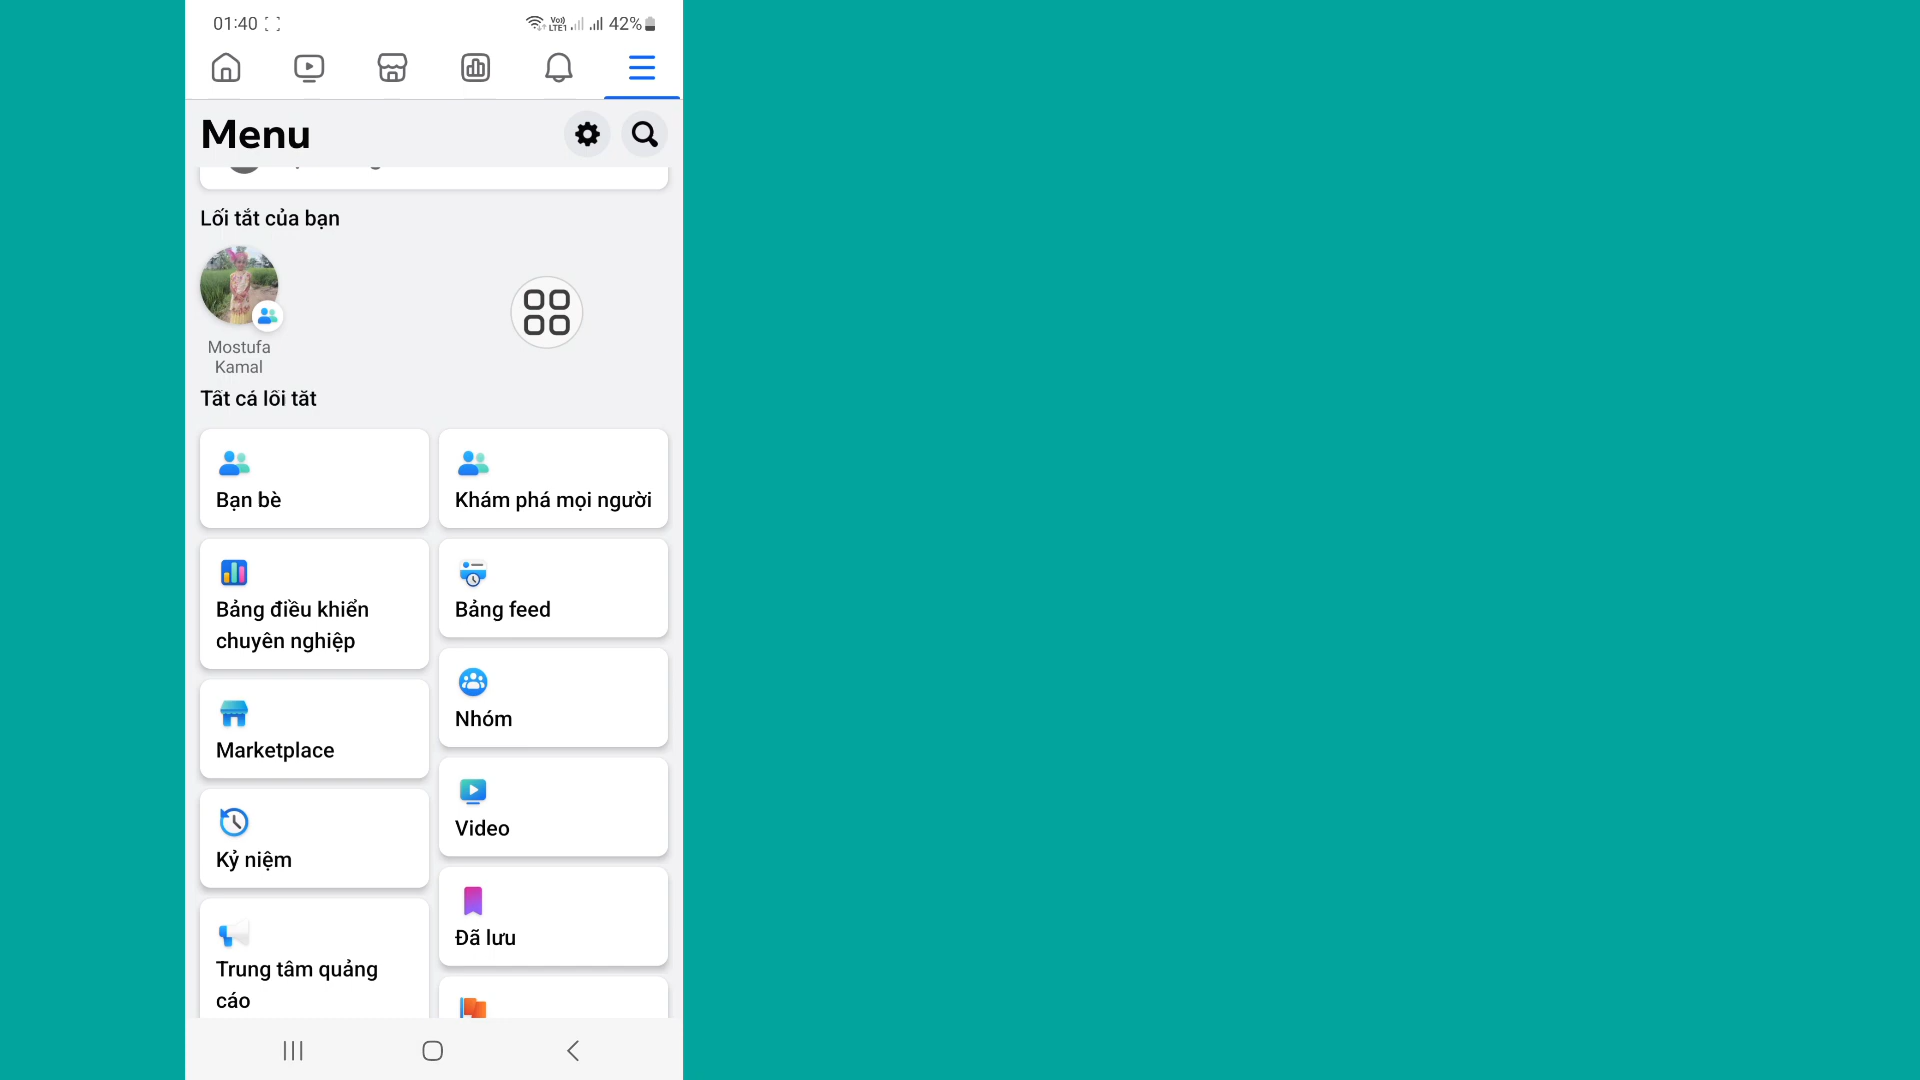 01:40
Vo))
LTE1
42%
Menu
Lối tắt của bạn
Mostufa
Kamal
Tất cả lối tắt
Bạn bè
Khám phá mọi người
Bảng điều khiển
chuyên nghiệp
Bảng feed
Nhóm
Marketplace
Video
Kỷ niệm
Đã lưu
Trung tâm quảng
cáo